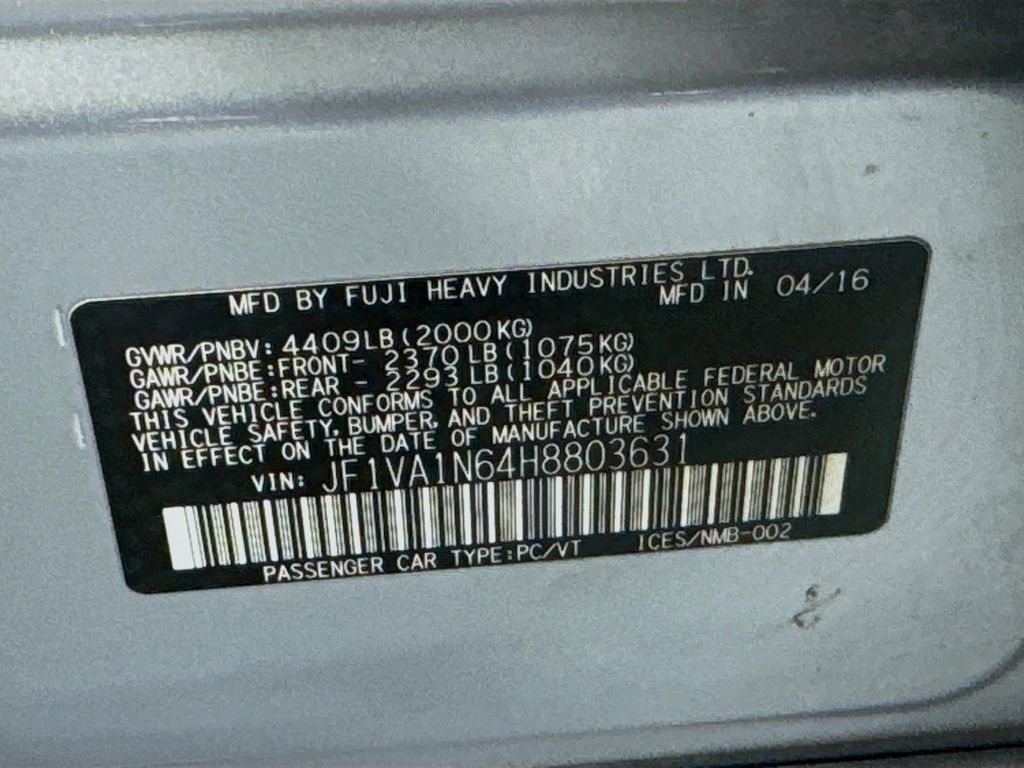 MFD BY FUJI HEAVY INDUSTRIES LTD.
MFD IN 04/16
GVWR/PNBV: 4409LB(2000KG)
GAWR/PNBE:FRONT- 2370LB(1075KG)
GAWR/PNBE:REAR - 2293LB(1040KG)
THIS VEHICLE CONFORMS TO ALL APPLICABLE FEDERAL MOTOR
VEHICLE SAFETY, BUMPER, AND THEFT PREVENTION STANDARDS
IN EFFECT ON THE DATE OF MANUFACTURE SHOWN ABOVE.
VIN: JF1VA1N64H8803631
PASSENGER CAR TYPE:PC/VT ICES/NMB-002